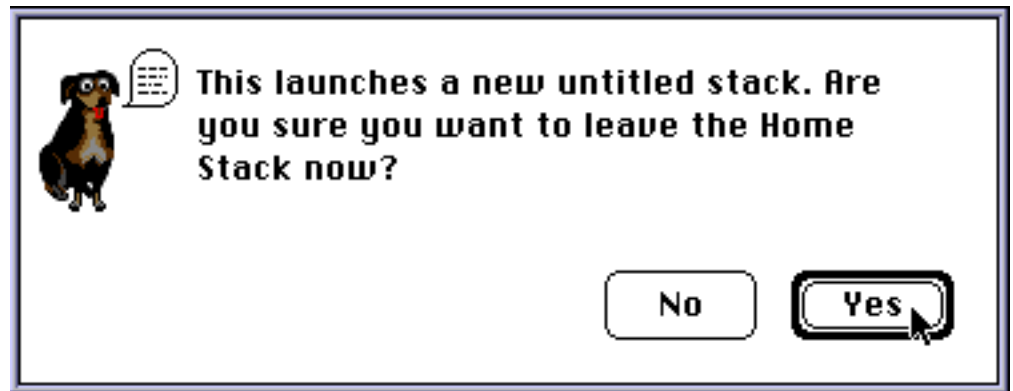 This launches a new untitled stack. Are
you sure you want to leave the Home
Stack now?
No
Yes